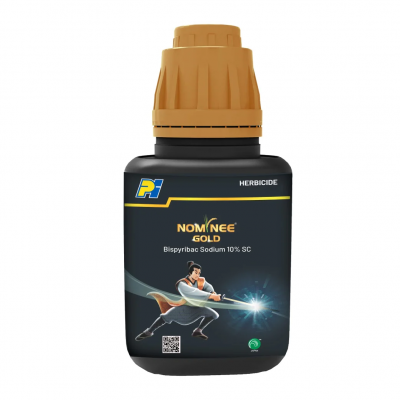 PI
HERBICIDE
NOMINEE
GOLD
Bispyribac Sodium 10% SC